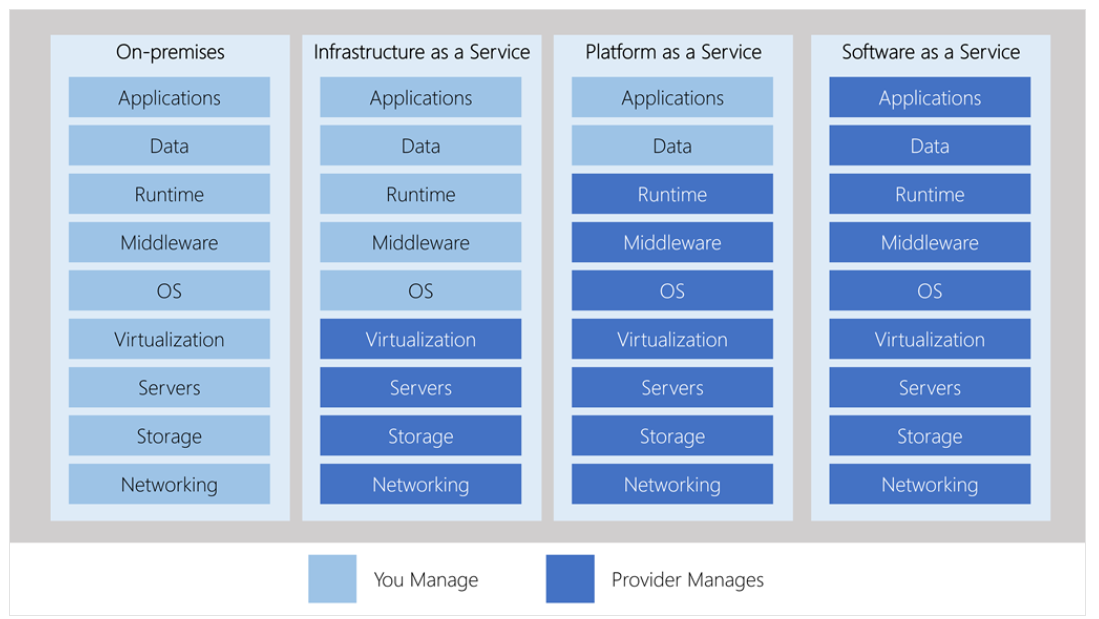 On-premises
Applications
Data
Runtime
Middleware
OS
Virtualization
Servers
Storage
Networking
Infrastructure as a Service
Applications
Data
Runtime
Middleware
OS
Virtualization
Servers
Storage
Networking
Platform as a Service
Applications
Data
Runtime
Middleware
OS
Virtualization
Servers
Storage
Networking
Software as a Service
Applications
Data
Runtime
Middleware
OS
Virtualization
Servers
Storage
Networking
You Manage
Provider Manages